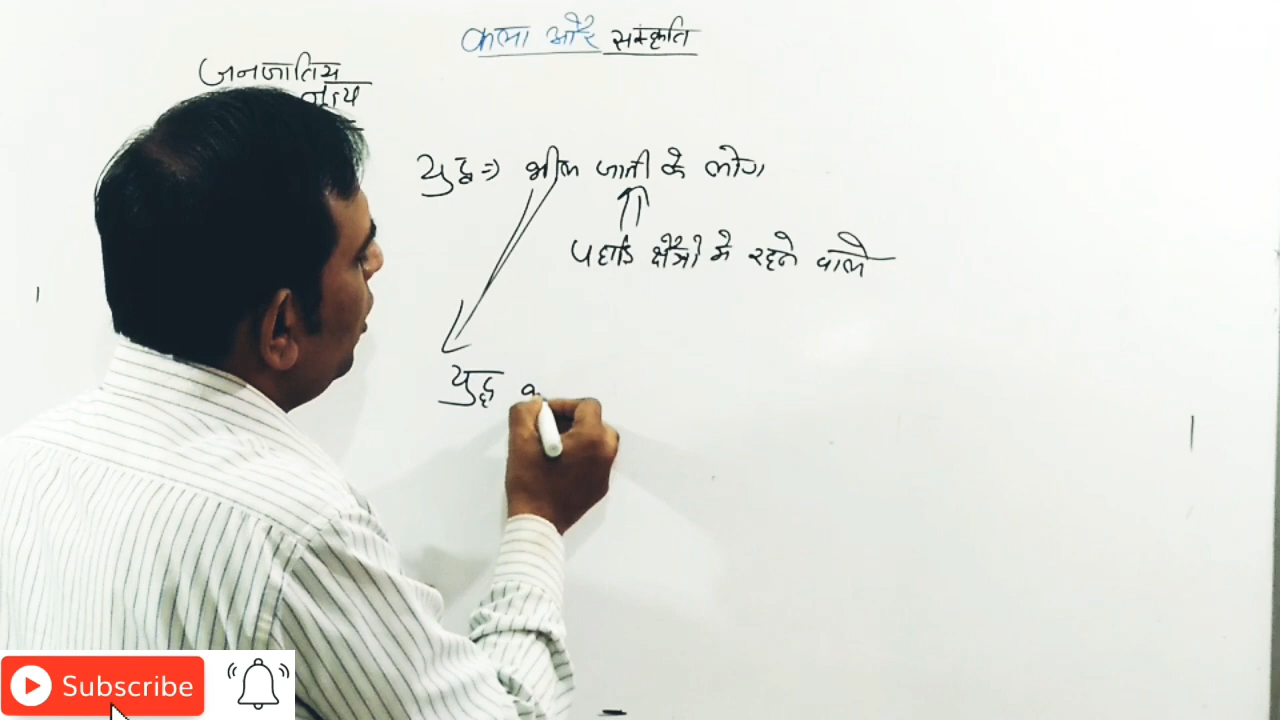 कला और संस्कृति
जनजातिय
नृत्य
युद्ध => भील जाती के लोग
पहाडि क्षेत्रो मे रहने वाले
युद्ध क
Subscribe